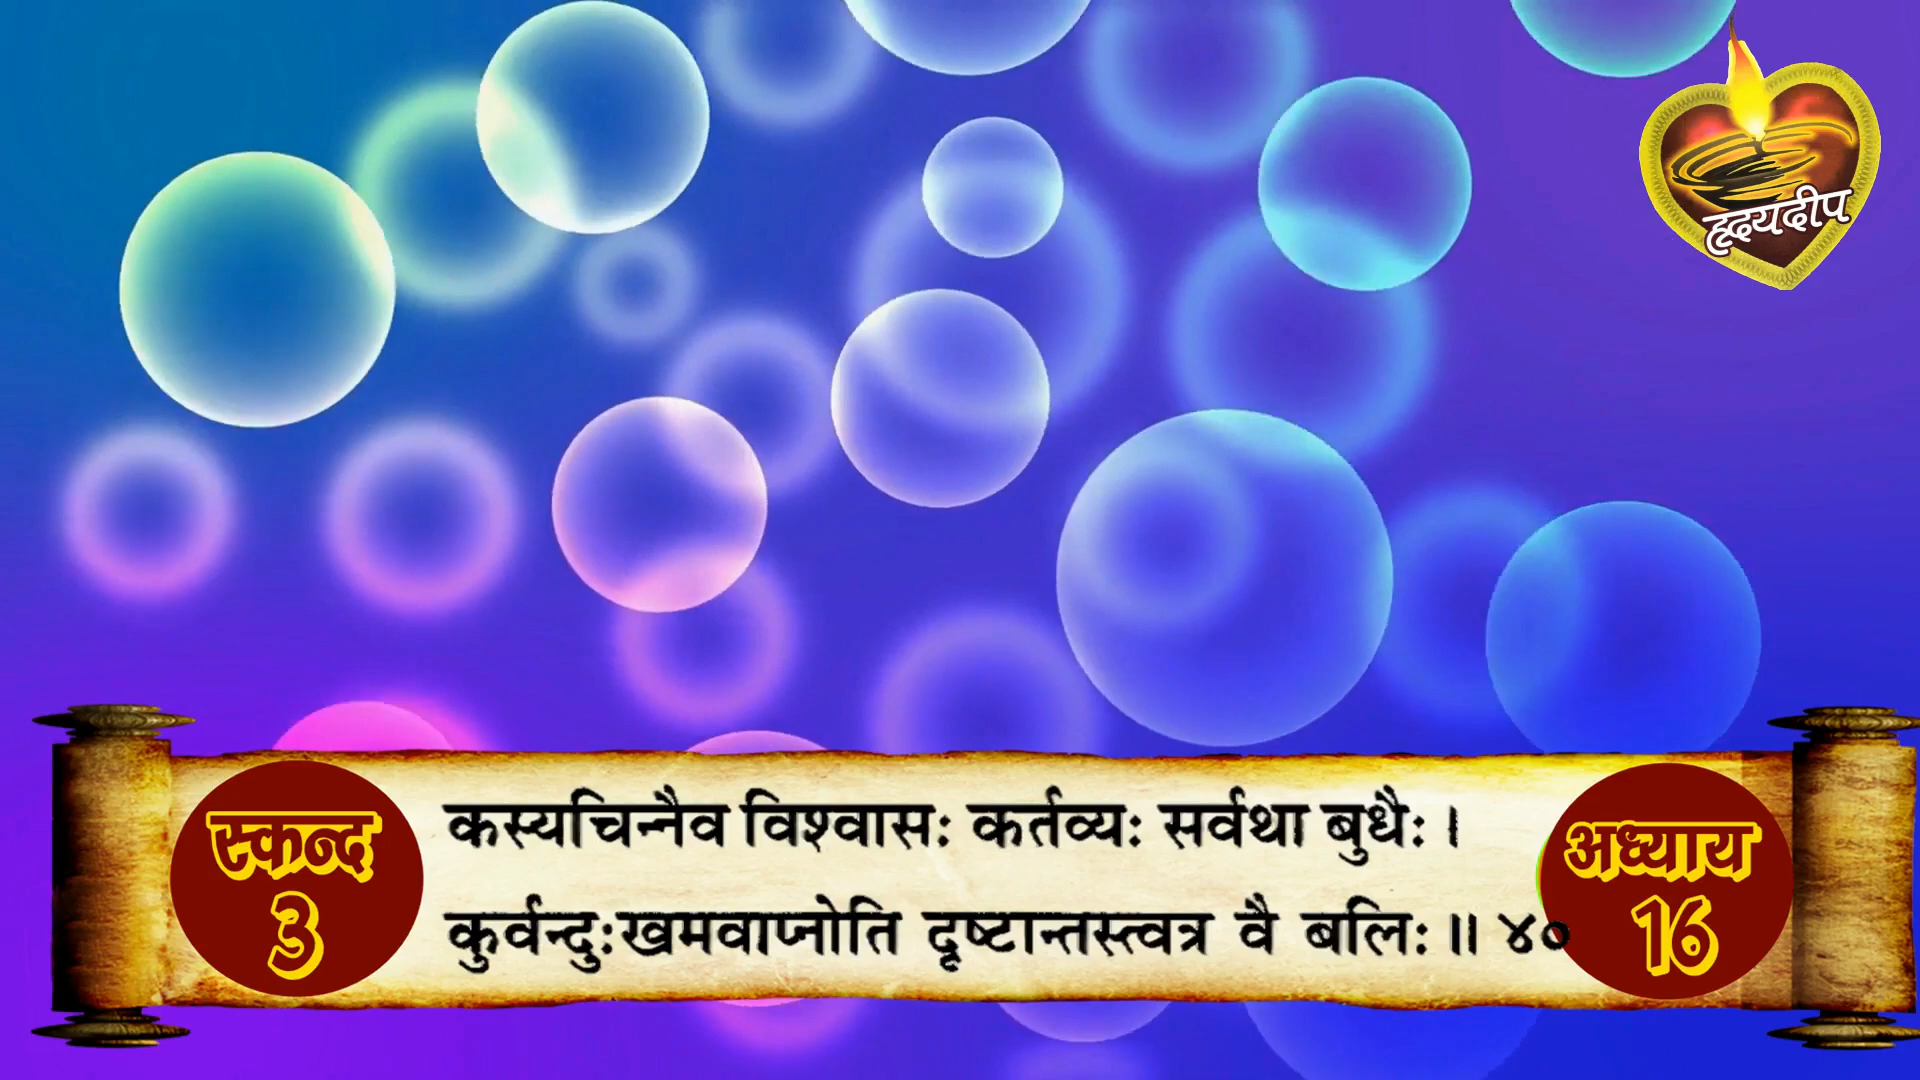 हृदयदीप
स्कन्द
3
कस्यचिन्नैव विश्वासः कर्तव्यः सर्वथा बुधैः ।
कुर्वन्दुःखमवाप्नोति दृष्टान्तस्त्वत्र वै बलिः ॥ ४०
अध्याय
16